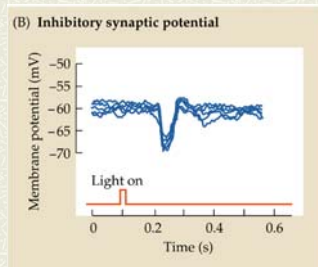 (B) Inhibitory synaptic potential
Membrane potential (mV)
−50
−55
−60
−65
−70
Light on
0 0.2 0.4 0.6
Time (s)